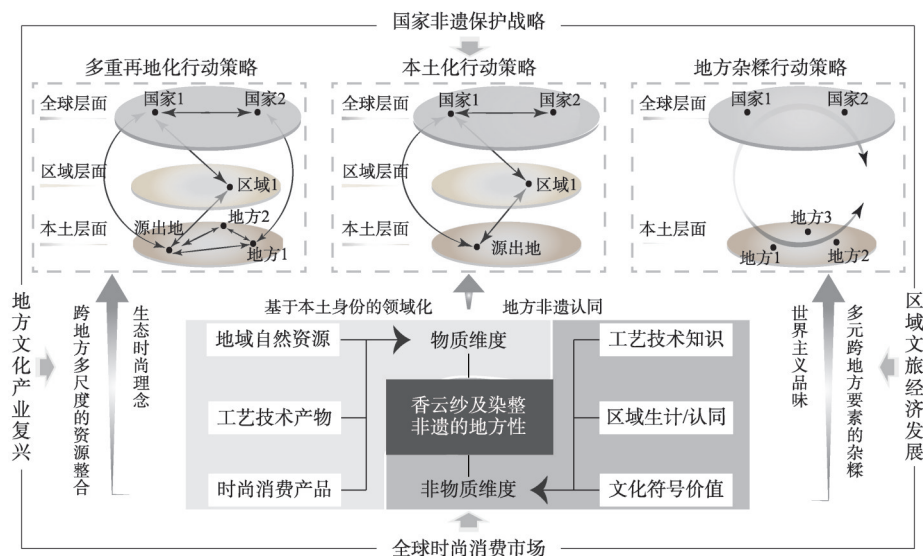 国家非遗保护战略
多重再地化行动策略
全球层面
国家1
国家2
区域层面
区域1
本土层面
源出地
地方2
地方1
本土化行动策略
全球层面
国家1
国家2
区域层面
区域1
本土层面
源出地
地方杂糅行动策略
全球层面
国家1
国家2
区域层面
本土层面
地方3
地方1
地方2
地方文化产业复兴
跨地方多尺度的资源整合
生态时尚理念
基于本土身份的领域化
地方非遗认同
地域自然资源
物质维度
工艺技术知识
工艺技术产物
香云纱及染整
非遗的地方性
区域生计/认同
时尚消费产品
非物质维度
文化符号价值
世界主义品味
多元跨地方要素的杂糅
区域文旅经济发展
全球时尚消费市场